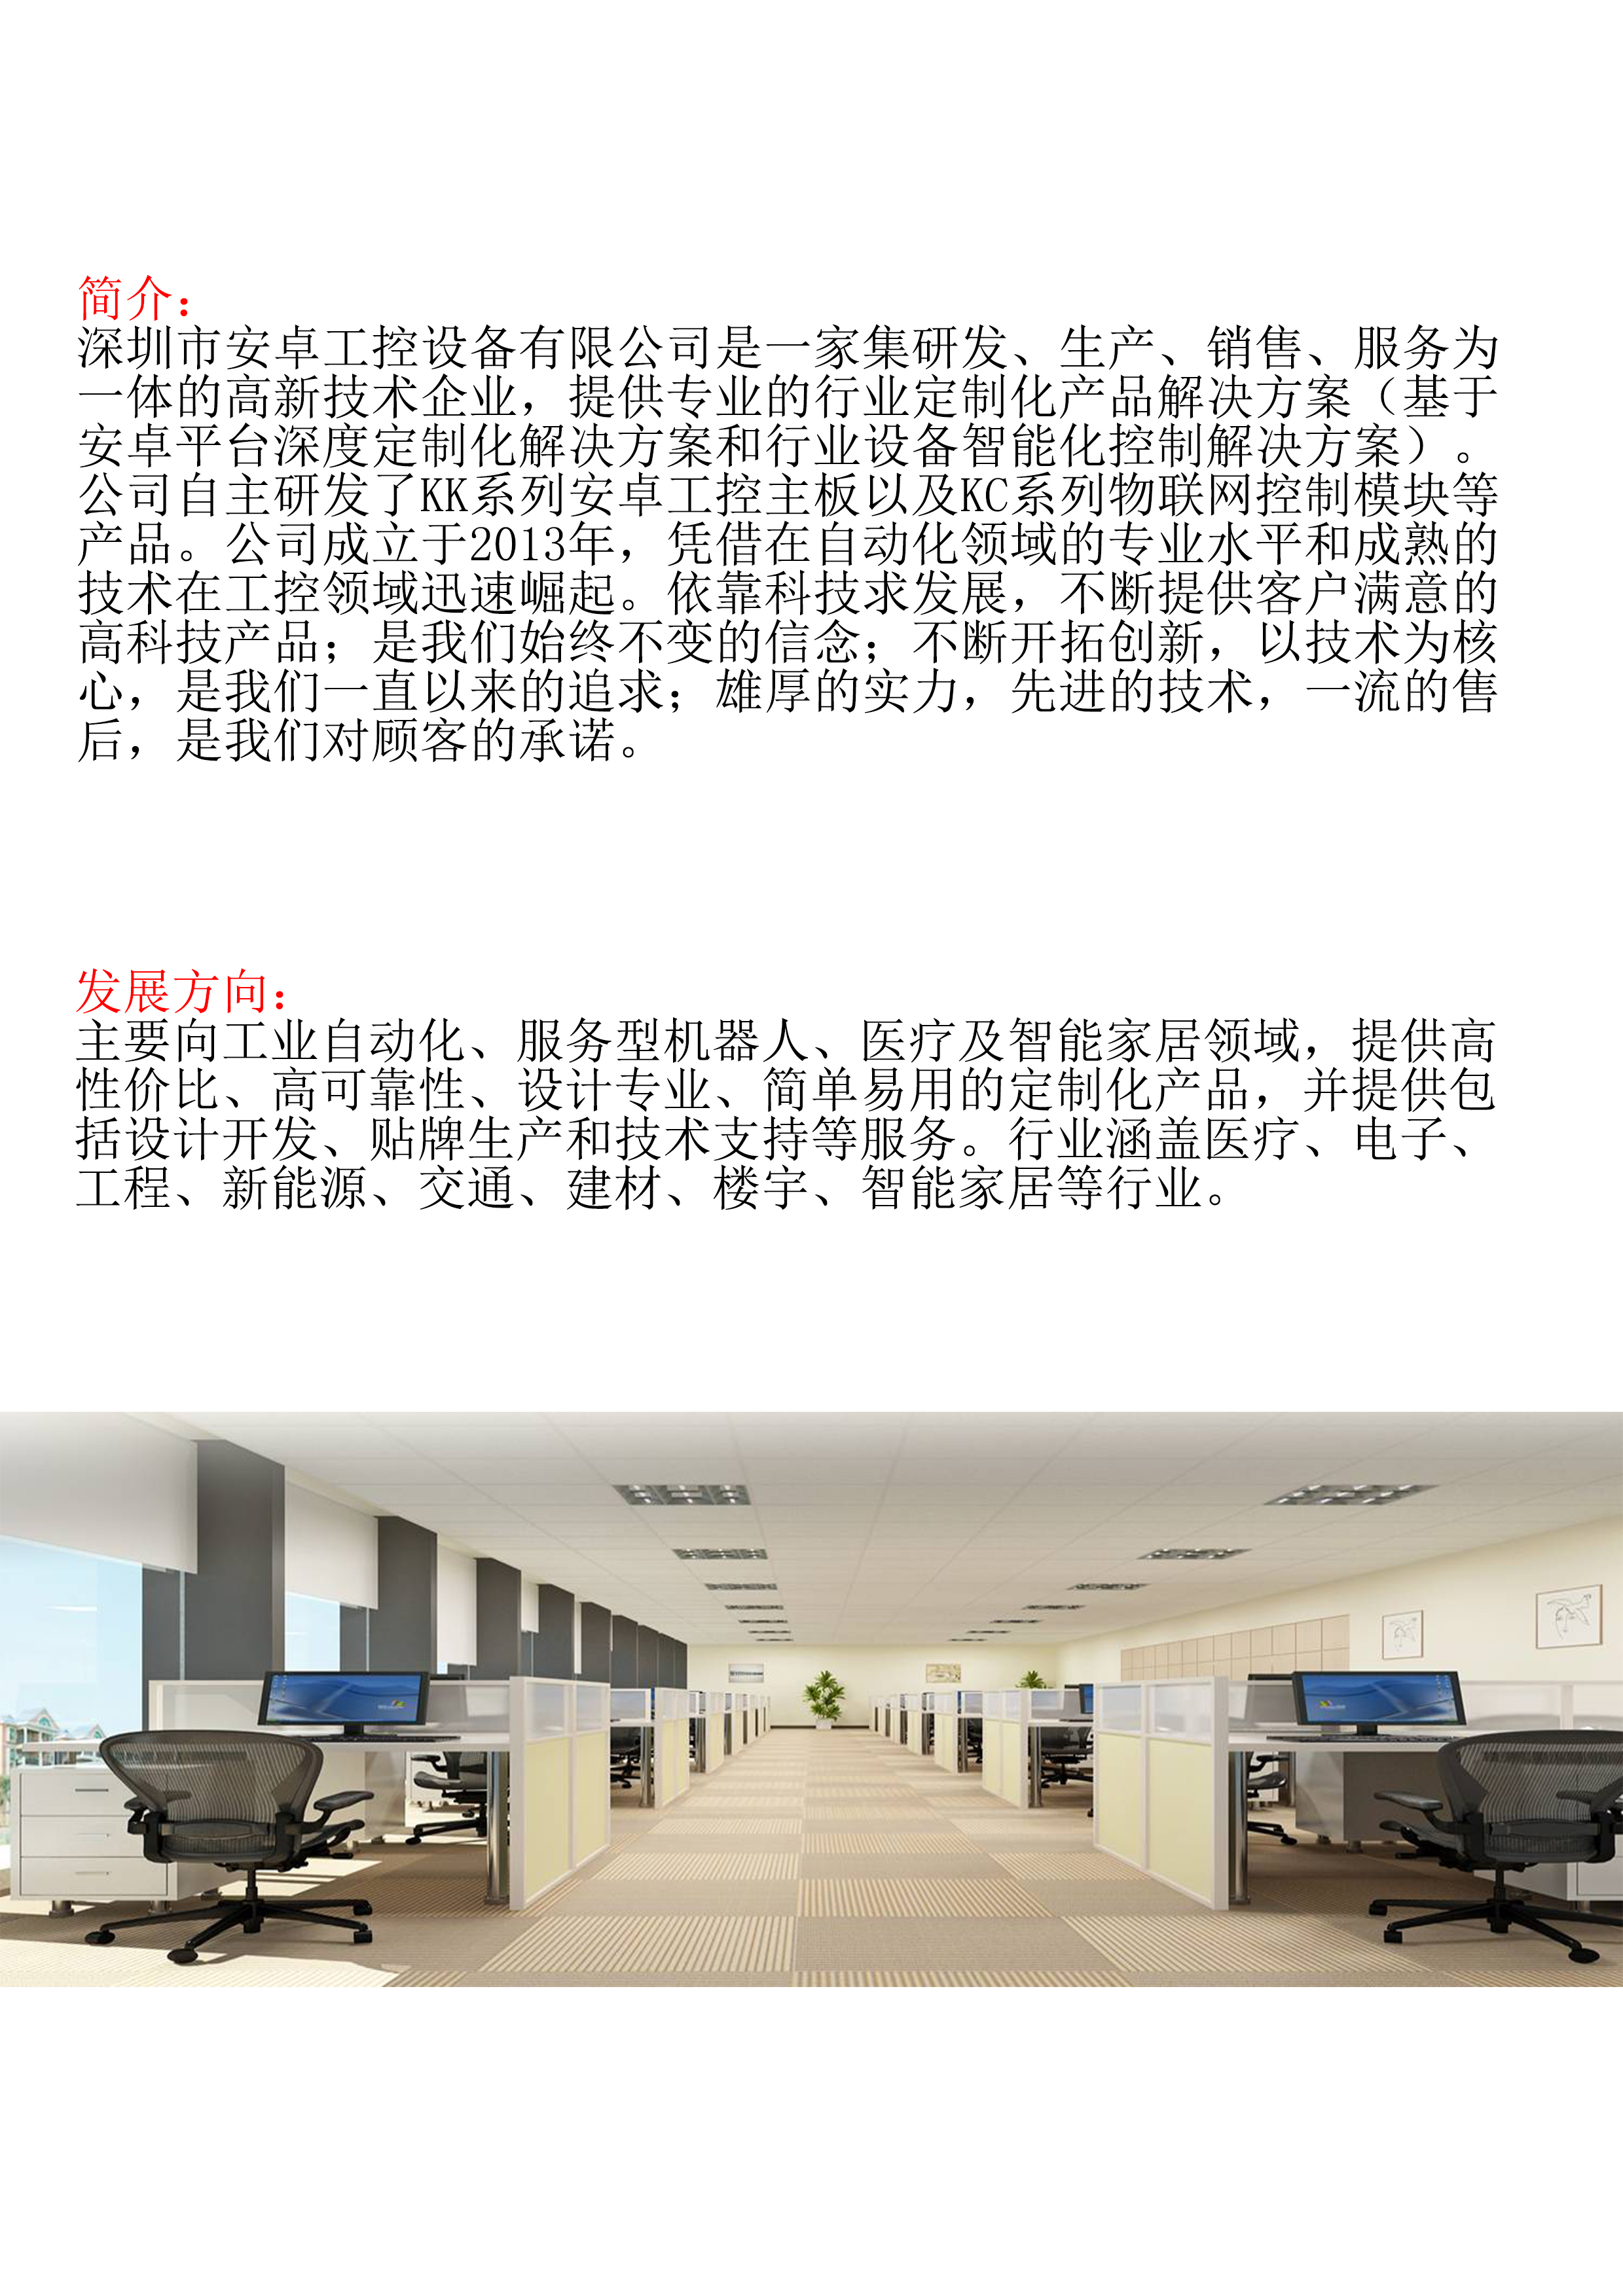 简介：
深圳市安卓工控设备有限公司是一家集研发、生产、销售、服务为
一体的高新技术企业，提供专业的行业定制化产品解决方案（基于
安卓平台深度定制化解决方案和行业设备智能化控制解决方案）。
公司自主研发了KK系列安卓工控主板以及KC系列物联网控制模块等
产品。公司成立于2013年，凭借在自动化领域的专业水平和成熟的
技术在工控领域迅速崛起。依靠科技求发展，不断提供客户满意的
高科技产品；是我们始终不变的信念；不断开拓创新，以技术为核
心，是我们一直以来的追求；雄厚的实力，先进的技术，一流的售
后，是我们对顾客的承诺。
发展方向：
主要向工业自动化、服务型机器人、医疗及智能家居领域，提供高
性价比、高可靠性、设计专业、简单易用的定制化产品，并提供包
括设计开发、贴牌生产和技术支持等服务。行业涵盖医疗、电子、
工程、新能源、交通、建材、楼宇、智能家居等行业。